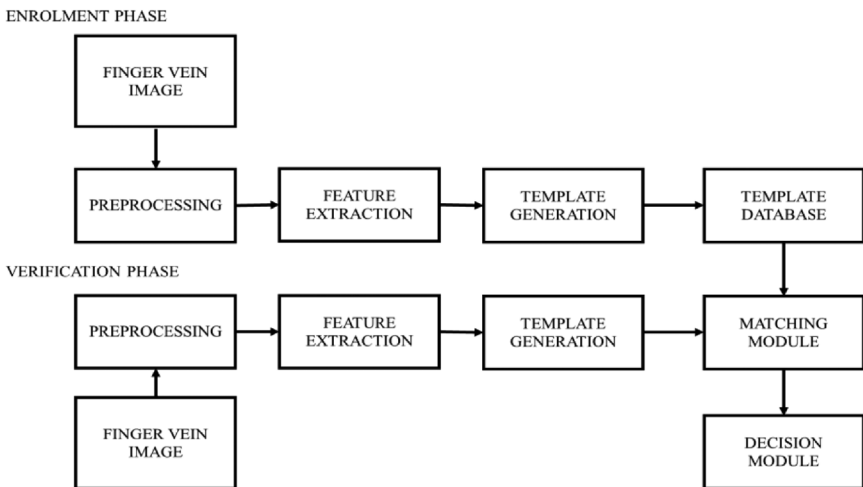 ENROLMENT PHASE
FINGER VEIN
IMAGE
PREPROCESSING
FEATURE
EXTRACTION
TEMPLATE
GENERATION
TEMPLATE
DATABASE
VERIFICATION PHASE
PREPROCESSING
FEATURE
EXTRACTION
TEMPLATE
GENERATION
MATCHING
MODULE
FINGER VEIN
IMAGE
DECISION
MODULE